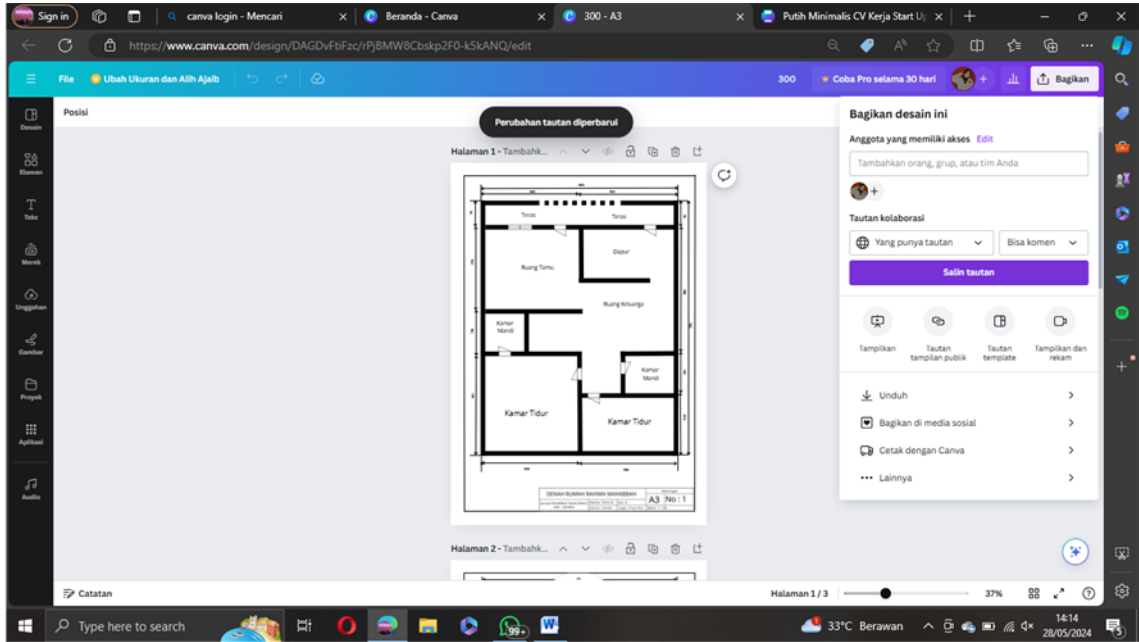 Sign in
canva login - Mencari
Beranda - Canva
300 - A3
Putih Minimalis CV Kerja Start Up
https://www.canva.com/design/DAGDvFtiFzc/rPjBMW8Cbskp2F0-k5kANQ/edit
File
Ubah Ukuran dan Alih Ajaib
300
Coba Pro selama 30 hari
Bagikan
Posisi
Perubahan tautan diperbarui
Desain
Elemen
Teks
Merek
Unggahan
Gambar
Proyek
Aplikasi
Audio
Halaman 1 - Tambahk...
Teras
Teras
Dapur
Ruang Tamu
Ruang Keluarga
Kamar
Mandi
Kamar
Mandi
Kamar Tidur
Kamar Tidur
A3
No : 1
Bagikan desain ini
Anggota yang memiliki akses Edit
Tambahkan orang, grup, atau tim Anda
Tautan kolaborasi
Yang punya tautan
Bisa komen
Salin tautan
Tampilkan
Tautan
tampilan publik
Tautan
template
Tampilkan dan
rekam
Unduh
Bagikan di media sosial
Cetak dengan Canva
Lainnya
Halaman 2 - Tambahk...
Catatan
Halaman 1 / 3
37%
Type here to search
99+
33°C Berawan
14:14
28/05/2024
5